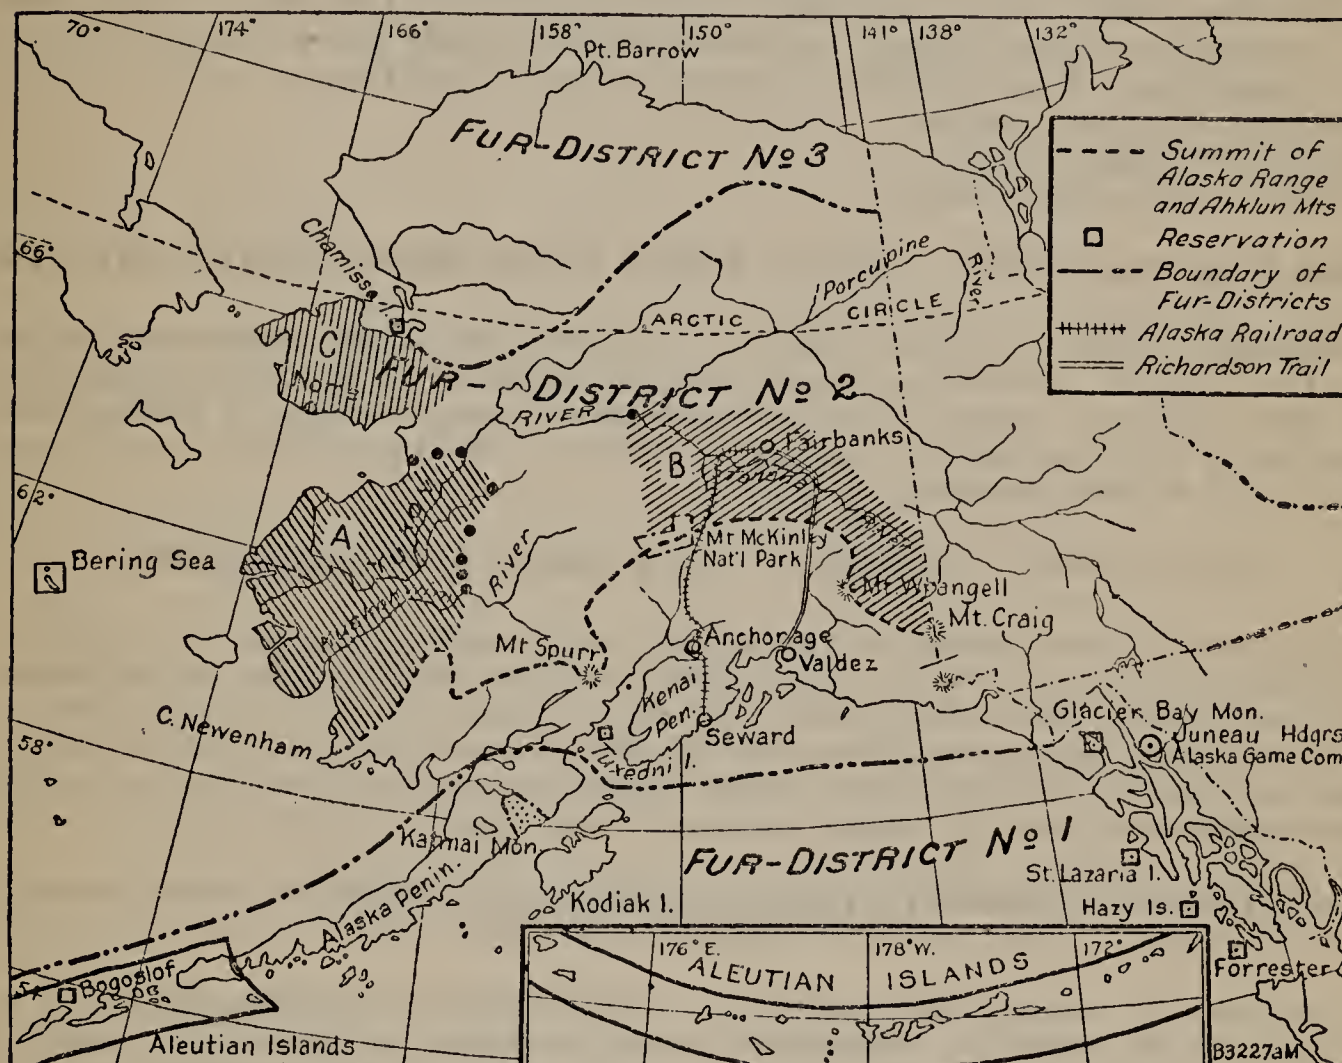 70°
174°
166°
158°
150°
141°
138°
132°
Pt. Barrow
FUR-DISTRICT No 3
Summit of
Alaska Range
and Ahklun Mts
Reservation
Boundary of
Fur-Districts
Alaska Railroad
Richardson Trail
66°
Chamisso I.
Porcupine
River
ARCTIC
CIRCLE
C
Nome
FUR-DISTRICT No 2
RIVER
Fairbanks
B
Tanana
River
62°
A
Yukon
Kuskokwim
River
Bering Sea
Mt McKinley
Nat'l Park
Mt. Wrangell
Mt. Craig
Mt Spurr
Anchorage
Valdez
Kenai
Pen.
Seward
C. Newenham
Tuxedni I.
58°
Glacier Bay Mon.
Juneau Hdqrs
Alaska Game Com
Katmai Mon.
FUR-DISTRICT No 1
St. Lazaria I.
Kodiak I.
Hazy Is.
Alaska Penin.
Forrester
Bogoslof
54
Aleutian Islands
176° E.
178° W.
172°
ALEUTIAN ISLANDS
B3227aM